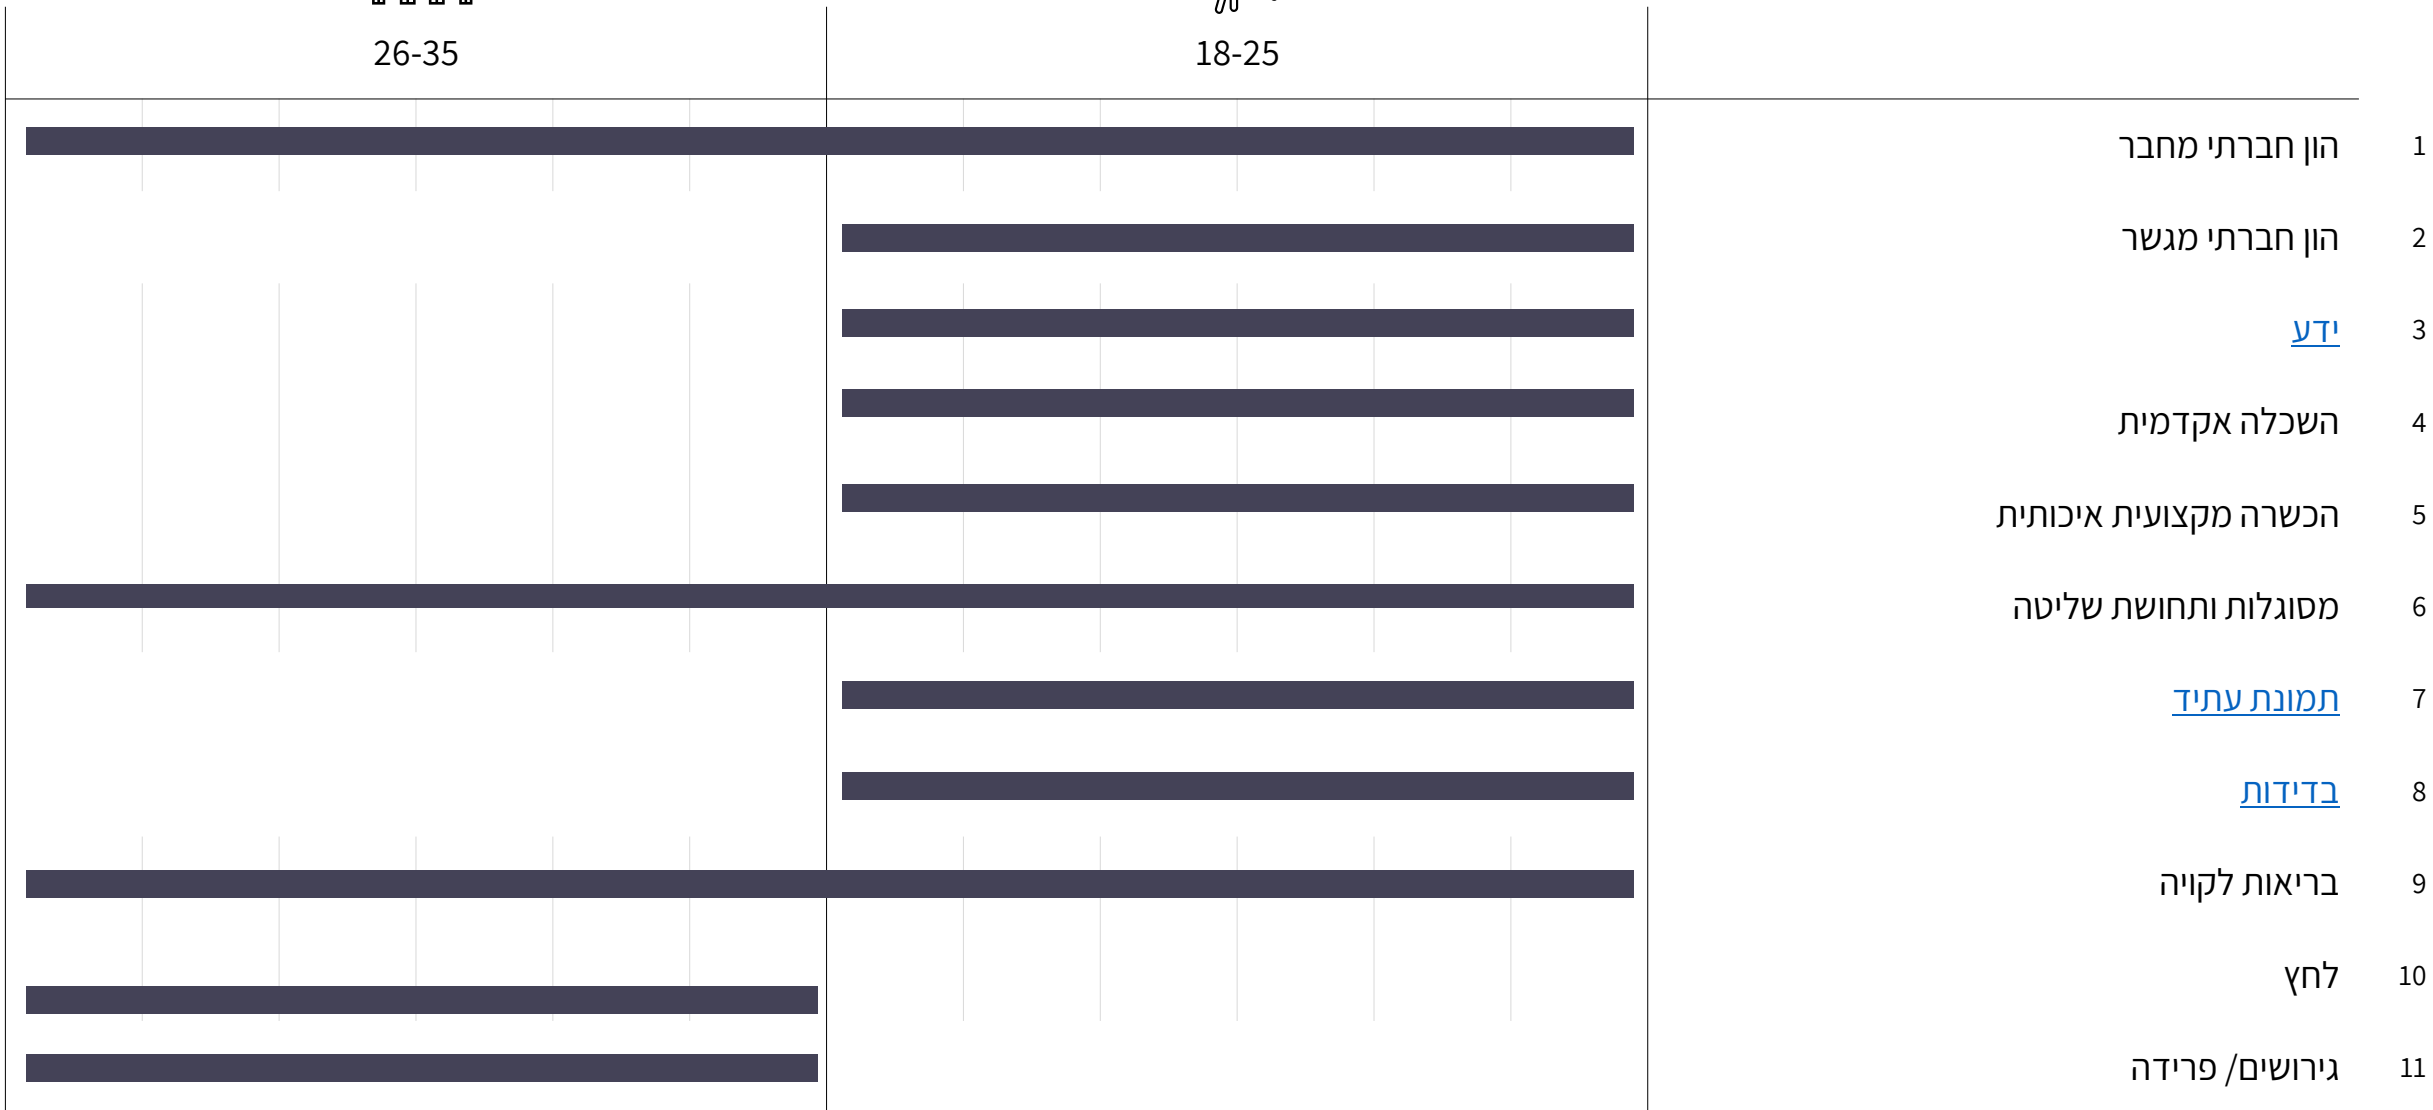 18-25
26-35
1 הון חברתי מחבר
2 הון חברתי מגשר
3 ידע
4 השכלה אקדמית
5 הכשרה מקצועית איכותית
6 מסוגלות ותחושת שליטה
7 תמונת עתיד
8 בדידות
9 בריאות לקויה
10 לחץ
11 גירושים/ פרידה